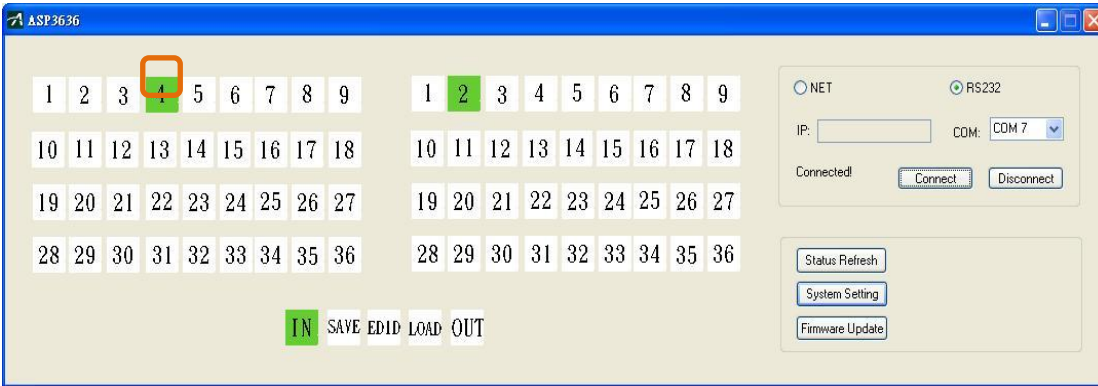 ASP3636
1 2 3 4 5 6 7 8 9
10 11 12 13 14 15 16 17 18
19 20 21 22 23 24 25 26 27
28 29 30 31 32 33 34 35 36
1 2 3 4 5 6 7 8 9
10 11 12 13 14 15 16 17 18
19 20 21 22 23 24 25 26 27
28 29 30 31 32 33 34 35 36
IN SAVE EDID LOAD OUT
NET RS232
IP: COM: COM 7
Connected! Connect Disconnect
Status Refresh
System Setting
Firmware Update